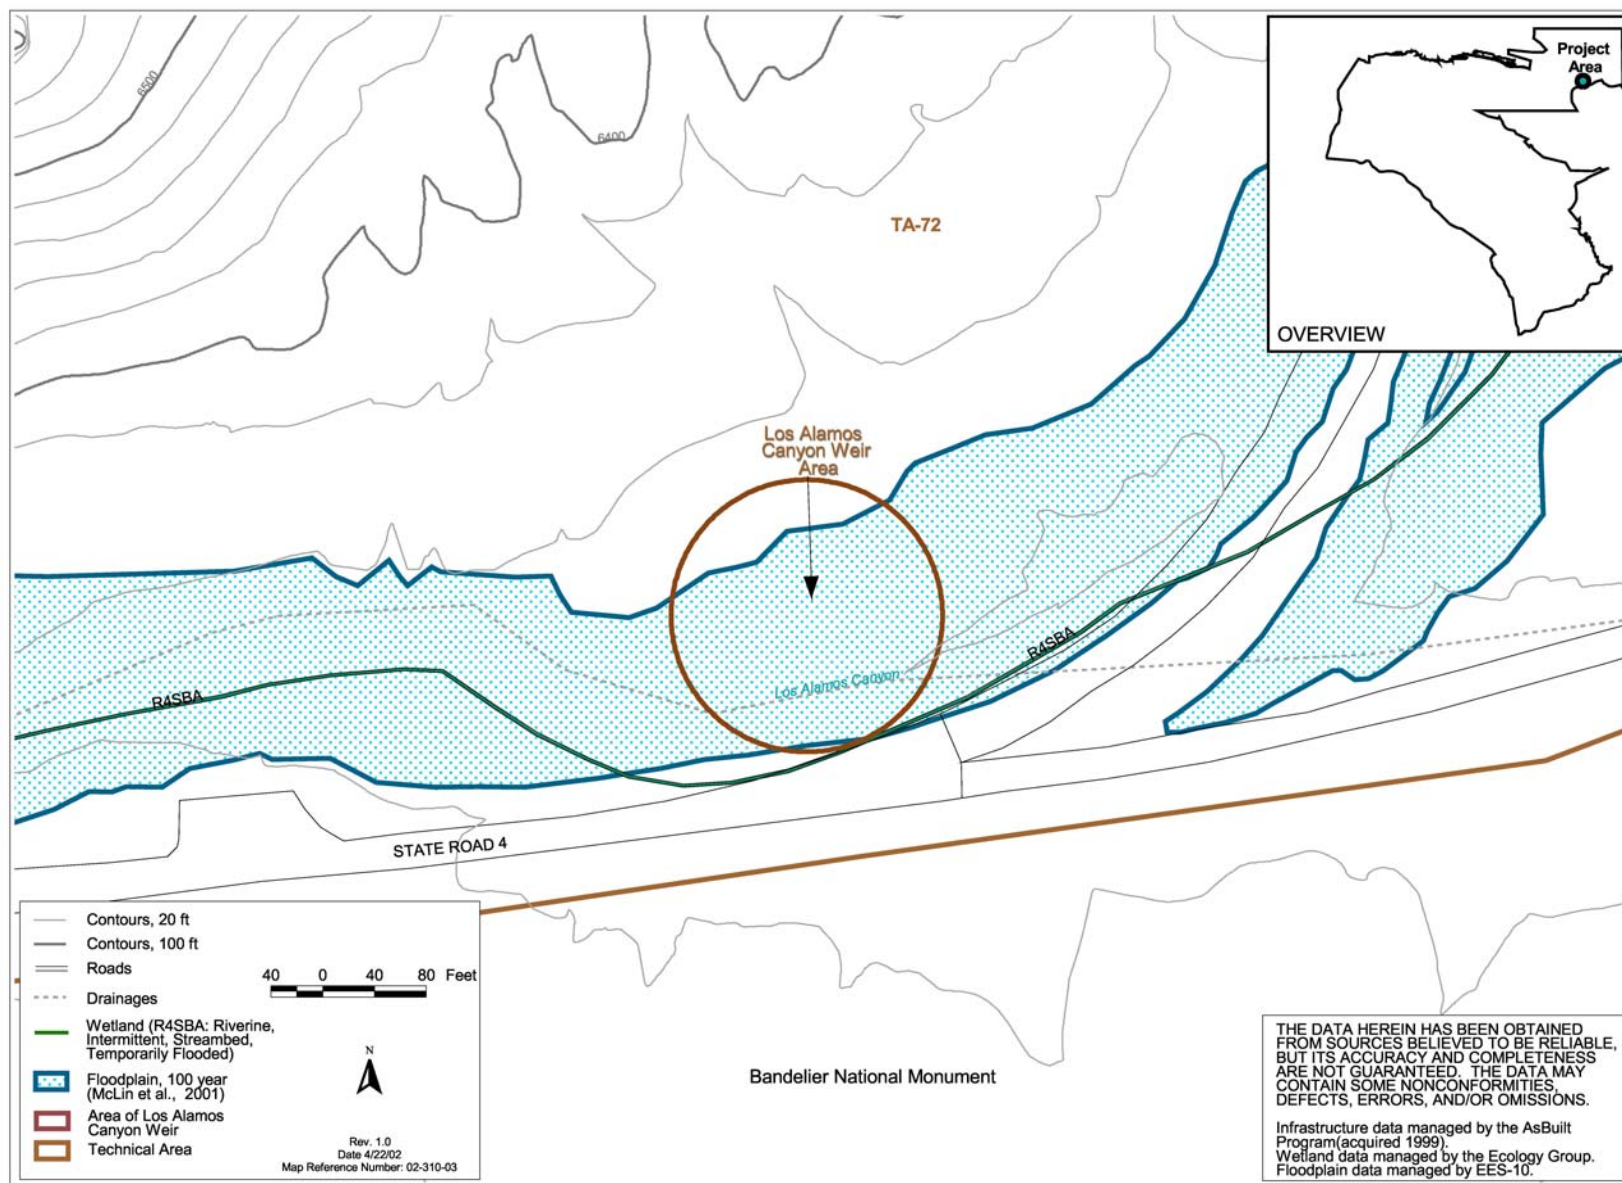 Project
Area
OVERVIEW
6500
6400
TA-72
Los Alamos
Canyon Weir
Area
R4SBA
R4SBA
Los Alamos Canyon
STATE ROAD 4
Bandelier National Monument
Contours, 20 ft
Contours, 100 ft
Roads
Drainages
Wetland (R4SBA: Riverine,
Intermittent, Streambed,
Temporarily Flooded)
Floodplain, 100 year
(McLin et al., 2001)
Area of Los Alamos
Canyon Weir
Technical Area
40 0 40 80 Feet
N
Rev. 1.0
Date 4/22/02
Map Reference Number: 02-310-03
THE DATA HEREIN HAS BEEN OBTAINED
FROM SOURCES BELIEVED TO BE RELIABLE,
BUT ITS ACCURACY AND COMPLETENESS
ARE NOT GUARANTEED. THE DATA MAY
CONTAIN SOME NONCONFORMITIES,
DEFECTS, ERRORS, AND/OR OMISSIONS.
Infrastructure data managed by the AsBuilt
Program(acquired 1999).
Wetland data managed by the Ecology Group.
Floodplain data managed by EES-10.